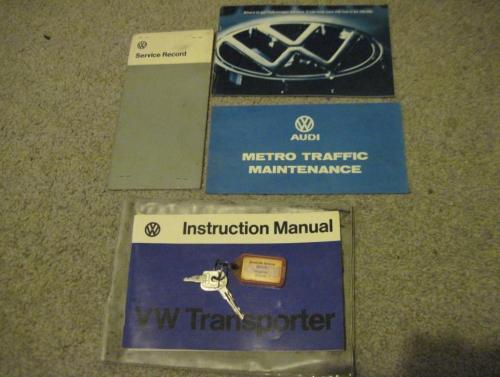 Service Record
AUDI
METRO TRAFFIC
MAINTENANCE
Instruction Manual
VW Transporter